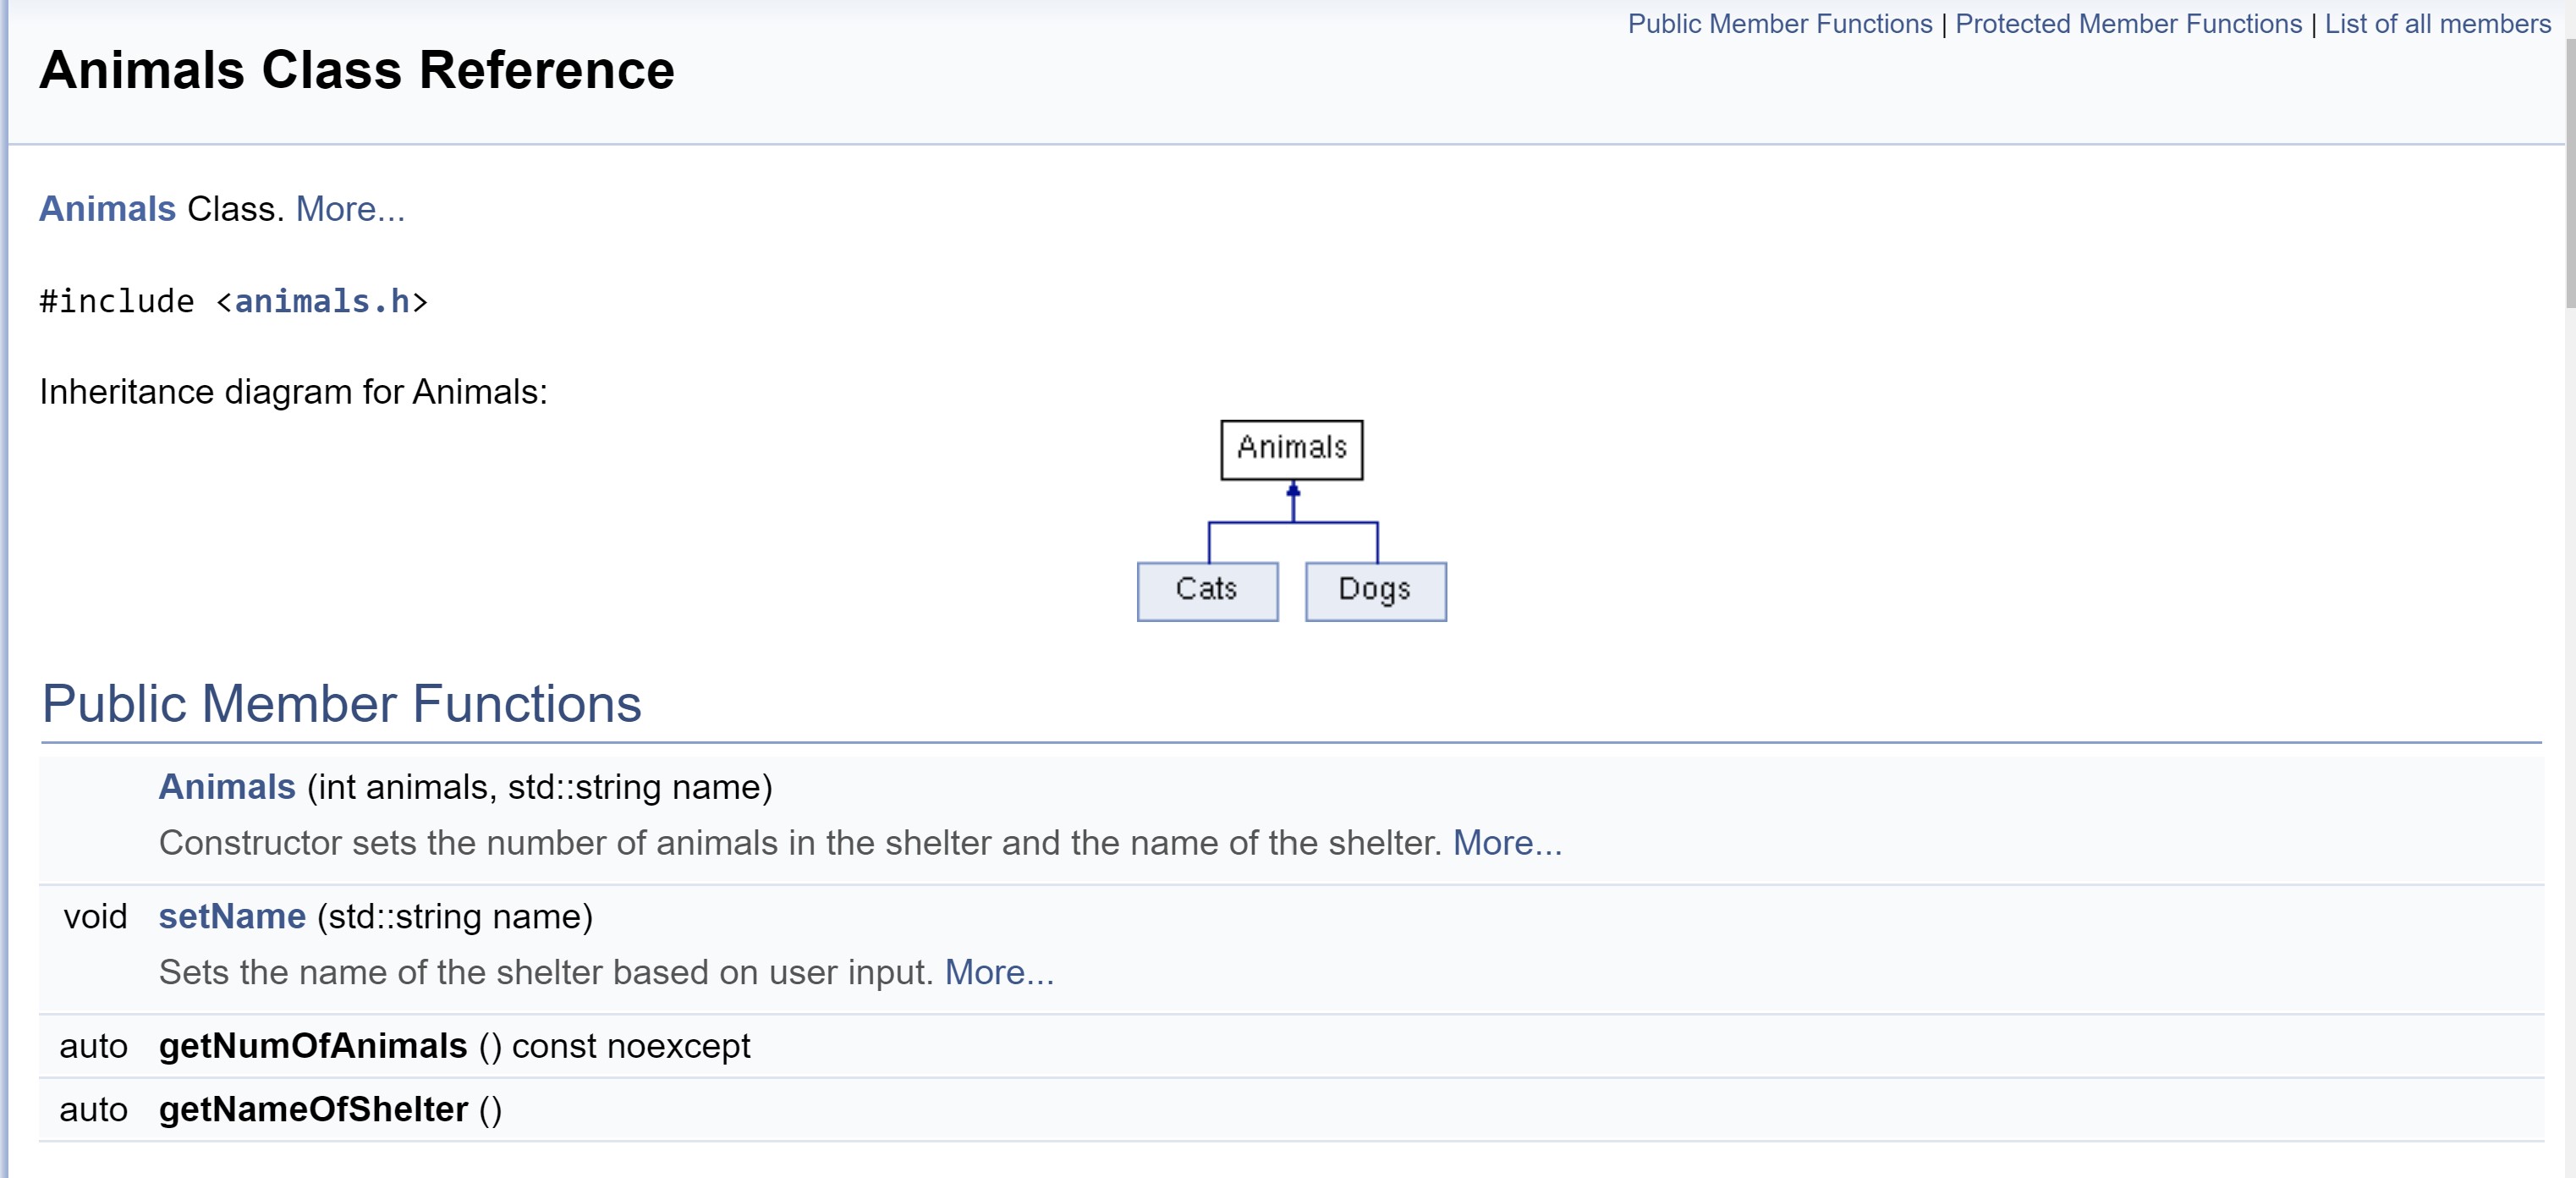 Public Member Functions | Protected Member Functions | List of all members
Animals Class Reference
Animals Class. More...
#include <animals.h>
Inheritance diagram for Animals:
Animals
Cats Dogs
Public Member Functions
Animals (int animals, std::string name)
Constructor sets the number of animals in the shelter and the name of the shelter. More...
void setName (std::string name)
Sets the name of the shelter based on user input. More...
auto getNumOfAnimals () const noexcept
auto getNameOfShelter ()